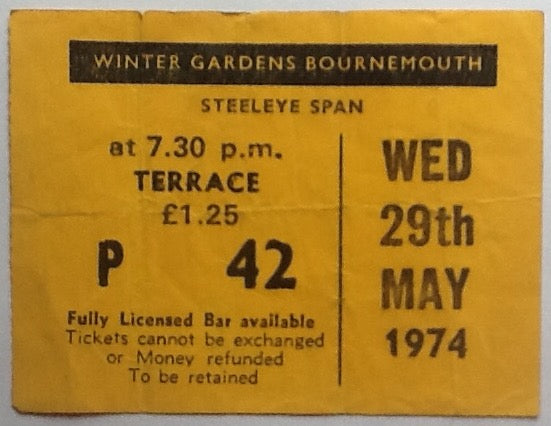 WINTER GARDENS BOURNEMOUTH
STEELEYE SPAN
at 7.30 p.m.
TERRACE
£1.25
P 42
Fully Licensed Bar available
Tickets cannot be exchanged
or Money refunded
To be retained
WED
29th
MAY
1974